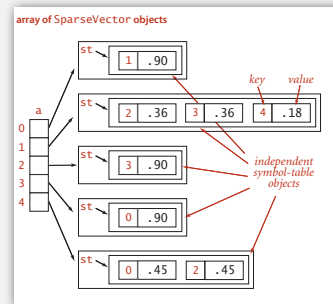 array of SparseVector objects
a
0
1
2
3
4
st
1 .90
key value
st
2 .36 3 .36 4 .18
st
3 .90
independent
symbol-table
objects
st
0 .90
st
0 .45 2 .45